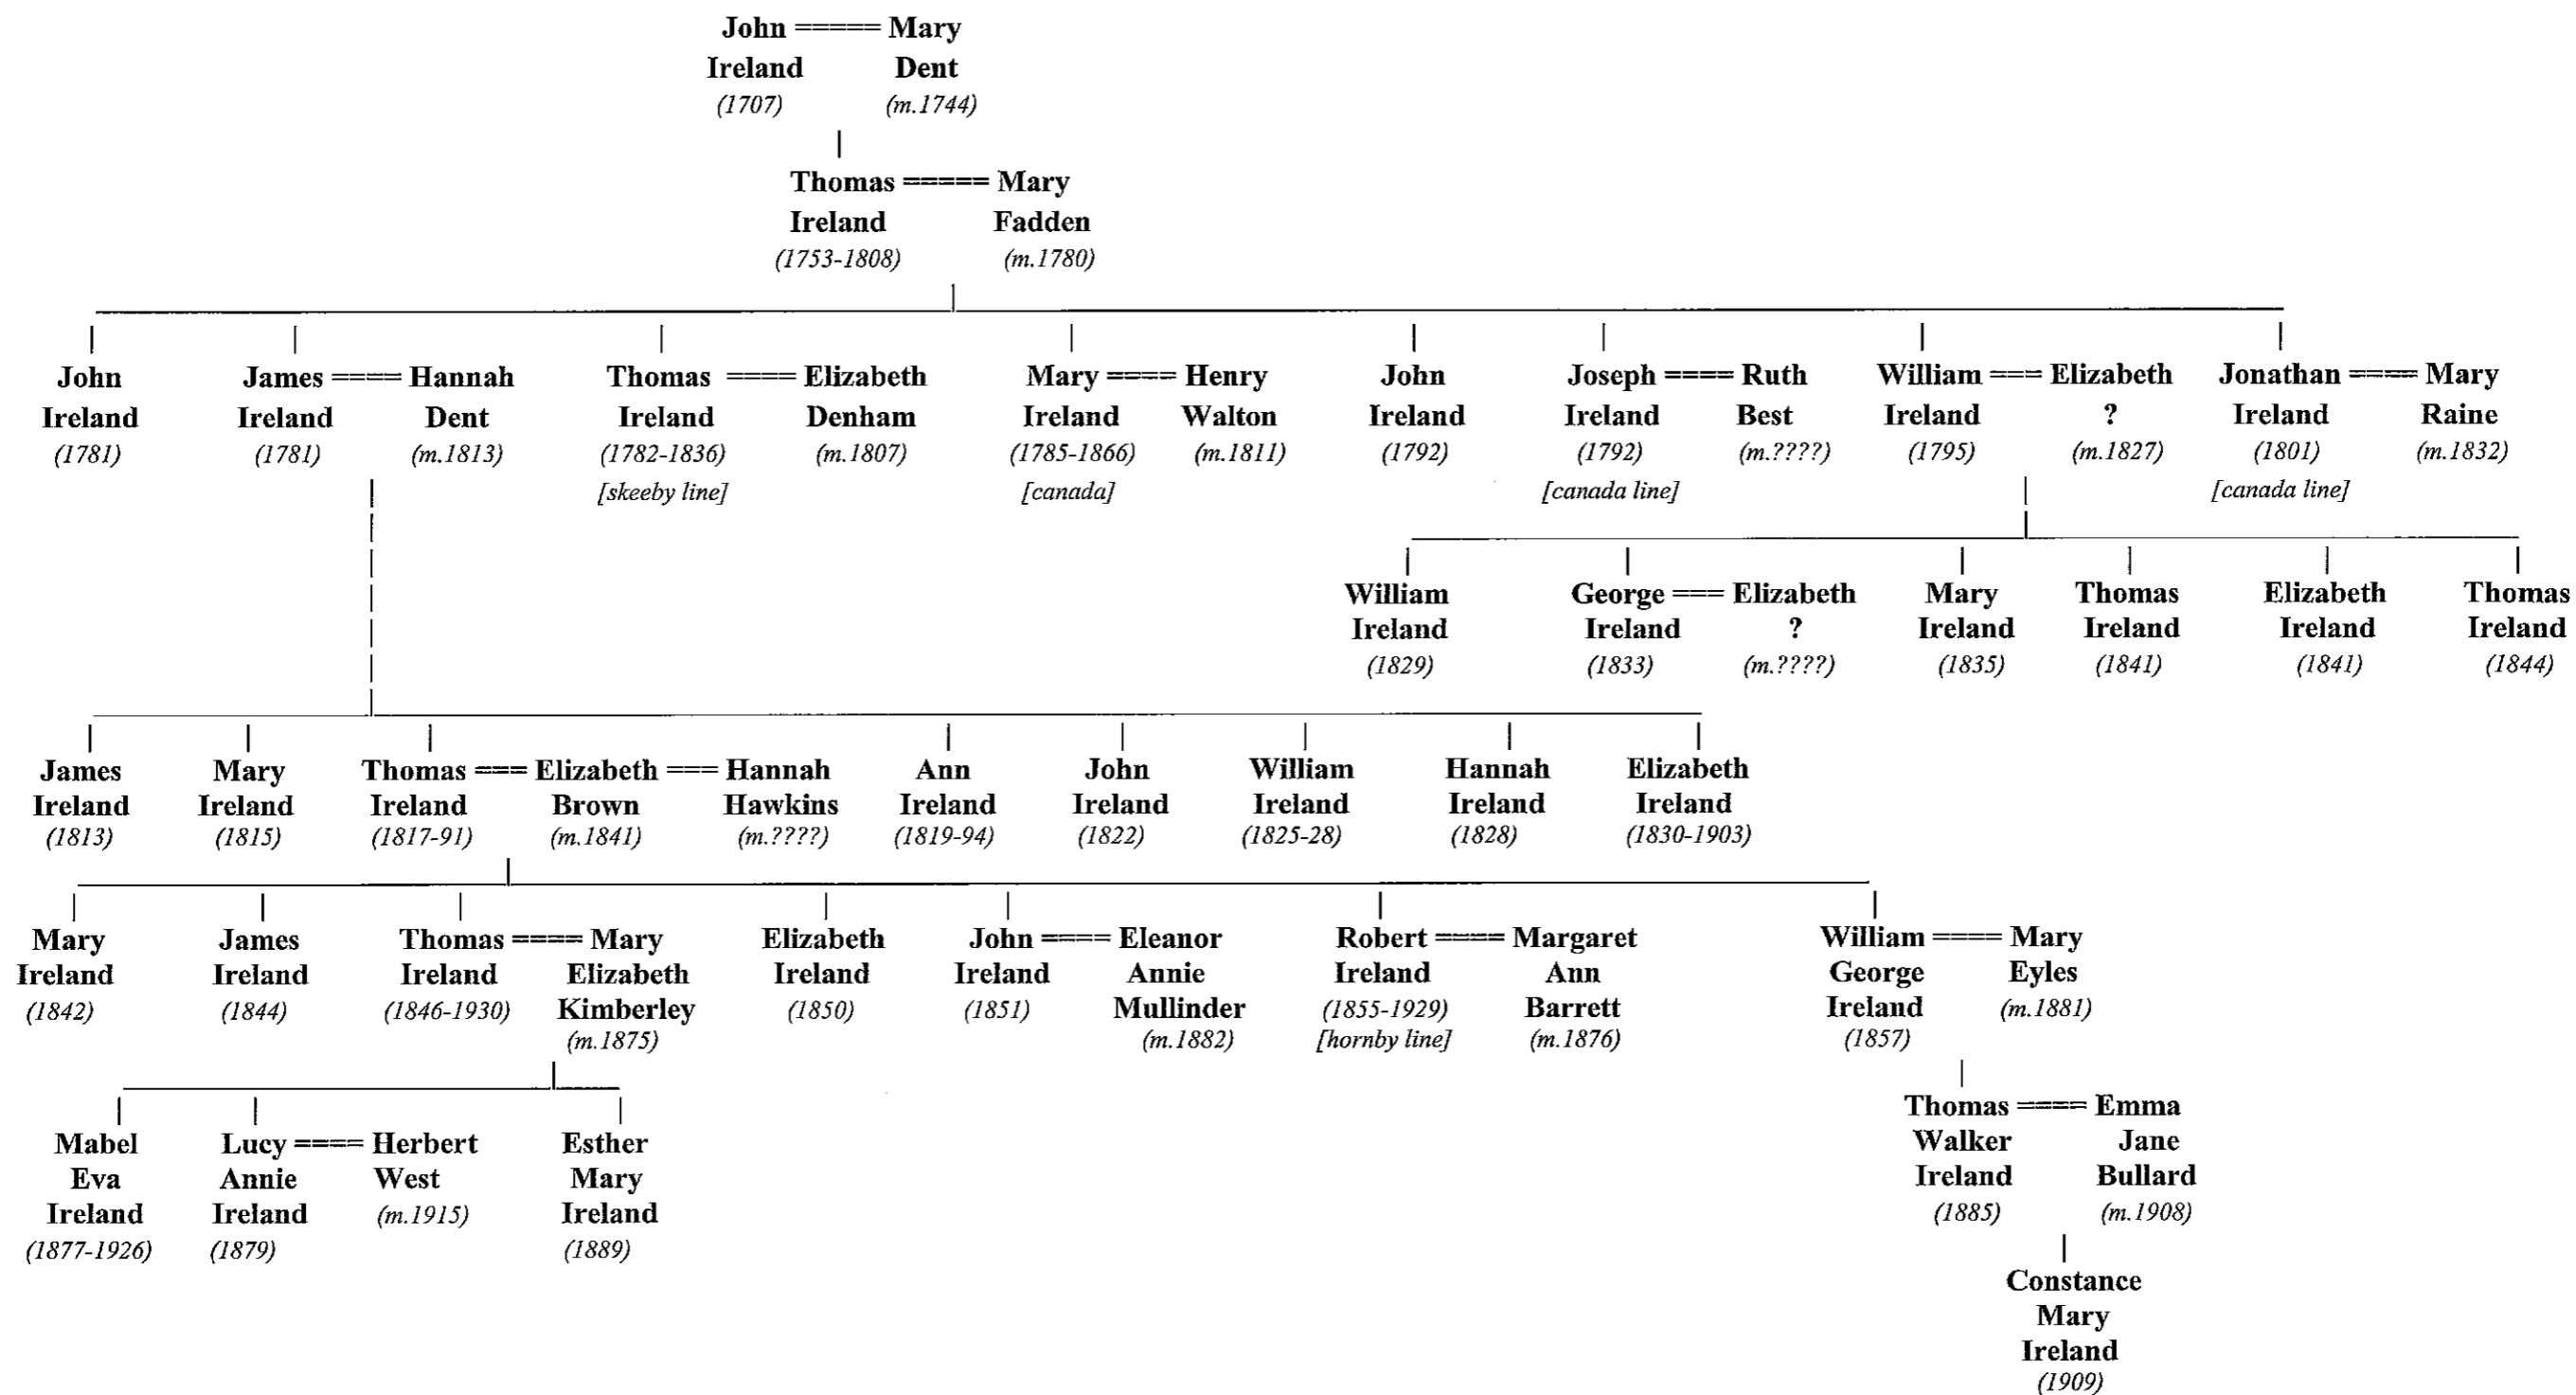 John ===== Mary
Ireland Dent
(1707) (m.1744)
Thomas ===== Mary
Ireland Fadden
(1753-1808) (m.1780)
John James ==== Hannah Thomas ==== Elizabeth Mary ==== Henry John Joseph ==== Ruth William === Elizabeth Jonathan ==== Mary
Ireland Ireland Dent Ireland Denham Ireland Walton Ireland Ireland Best Ireland ? Ireland Raine
(1781) (1781) (m.1813) (1782-1836) (m.1807) (1785-1866) (m.1811) (1792) (1792) (m.????) (1795) (m.1827) (1801) (m.1832)
[skeeby line] [canada] [canada line] [canada line]
William George === Elizabeth Mary Thomas Elizabeth Thomas
Ireland Ireland ? Ireland Ireland Ireland Ireland
(1829) (1833) (m.????) (1835) (1841) (1841) (1844)
James Mary Thomas === Elizabeth === Hannah Ann John William Hannah Elizabeth
Ireland Ireland Ireland Brown Hawkins Ireland Ireland Ireland Ireland Ireland
(1813) (1815) (1817-91) (m.1841) (m.????) (1819-94) (1822) (1825-28) (1828) (1830-1903)
Mary James Thomas ==== Mary Elizabeth John ==== Eleanor Robert ==== Margaret William ==== Mary
Ireland Ireland Ireland Elizabeth Ireland Ireland Annie Ireland Ann George Eyles
(1842) (1844) (1846-1930) Kimberley (1850) (1851) Mullinder (1855-1929) Barrett Ireland (m.1881)
(m.1875) (m.1882) [hornby line] (m.1876) (1857)
Thomas ==== Emma
Mabel Lucy ==== Herbert Esther Walker Jane
Eva Annie West Mary Ireland Bullard
Ireland Ireland (m.1915) Ireland (1885) (m.1908)
(1877-1926) (1879) (1889)
Constance
Mary
Ireland
(1909)